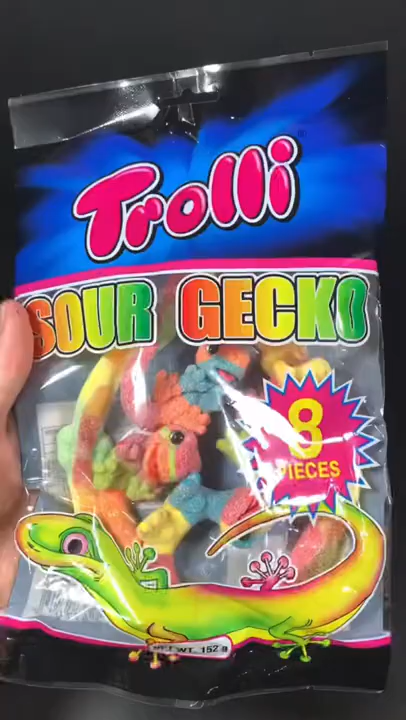 Trolli
SOUR GECKO
8
PIECES
NET WT. 152 g